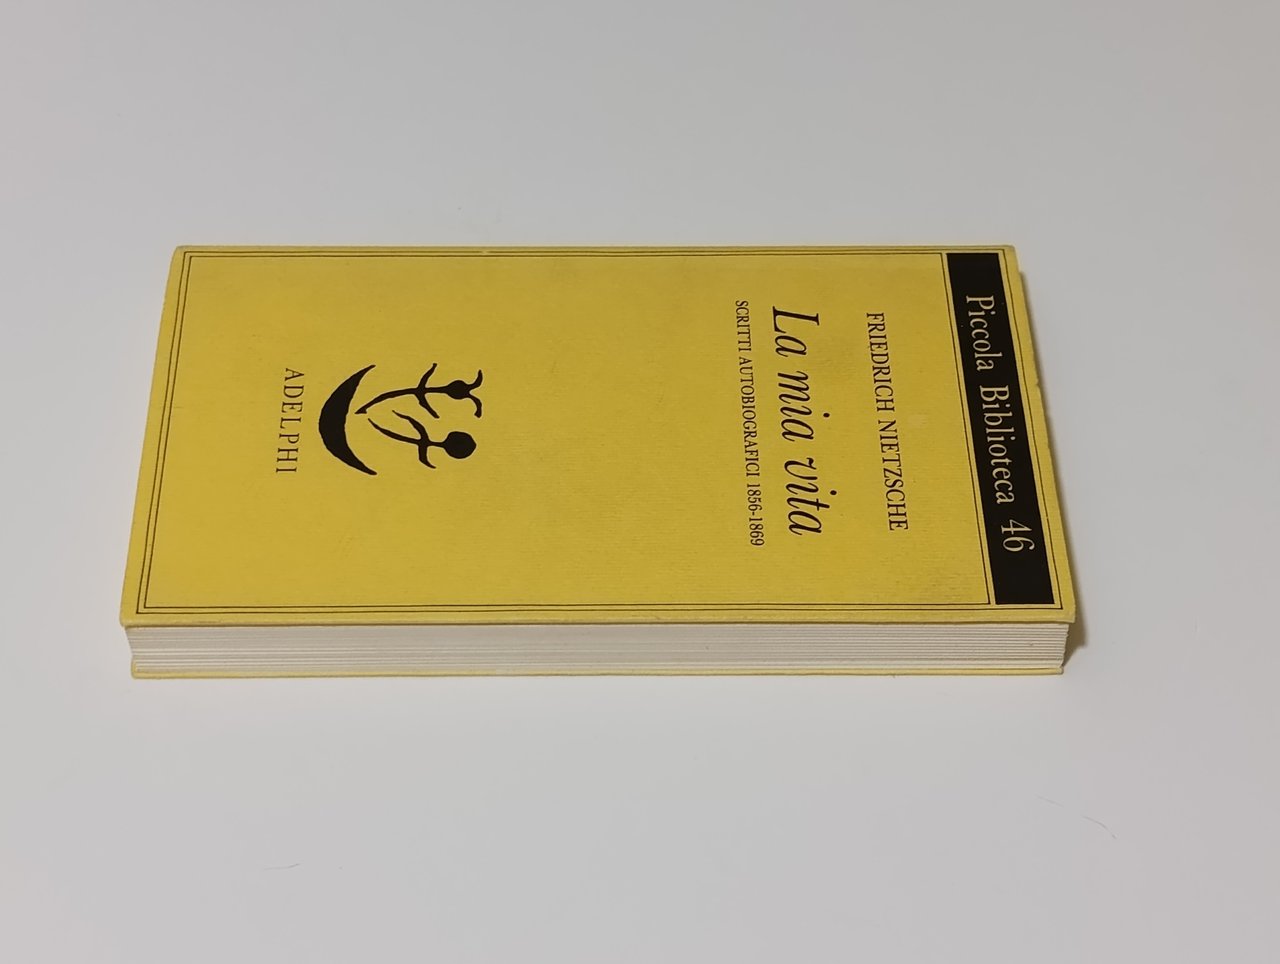 Piccola Biblioteca 46
FRIEDRICH NIETZSCHE
La mia vita
SCRITTI AUTOBIOGRAFICI 1856-1869
ADELPHI